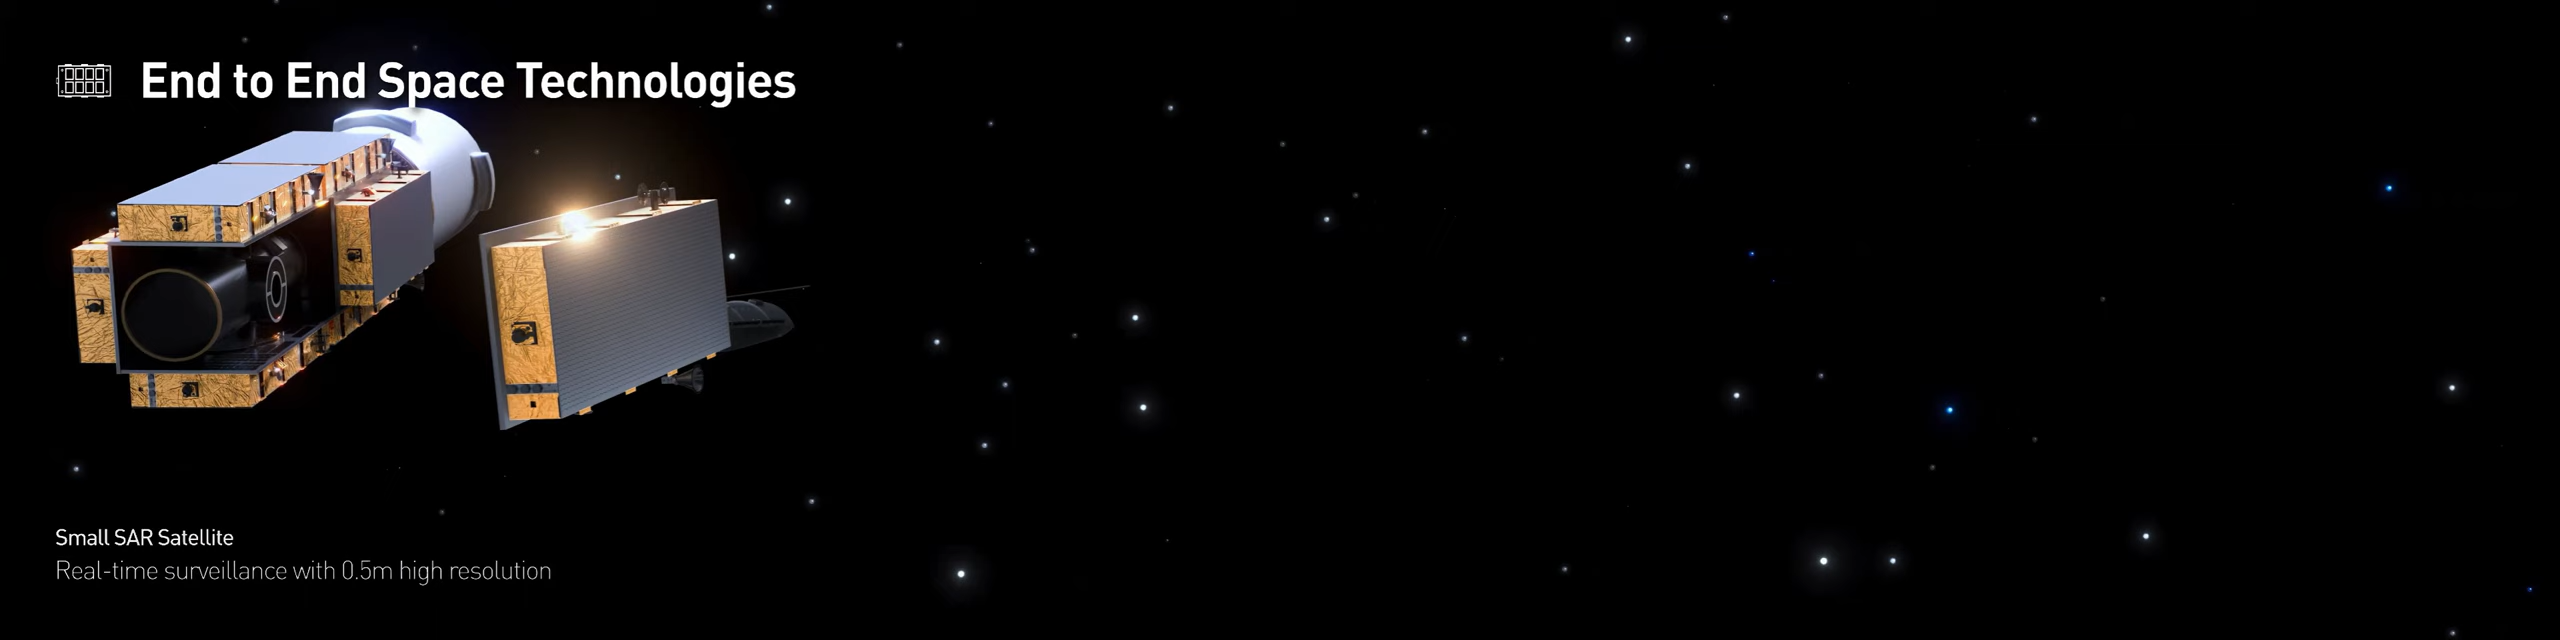 End to End Space Technologies
Small SAR Satellite
Real-time surveillance with 0.5m high resolution